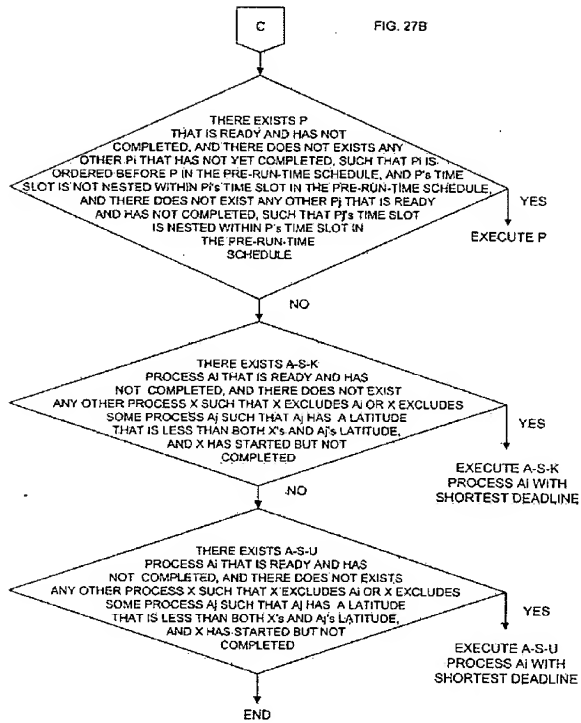 C
FIG. 27B
THERE EXISTS P
THAT IS READY AND HAS NOT
COMPLETED, AND THERE DOES NOT EXISTS ANY
OTHER Pi THAT HAS NOT YET COMPLETED, SUCH THAT Pi IS
ORDERED BEFORE P IN THE PRE-RUN-TIME SCHEDULE, AND P's TIME
SLOT IS NOT NESTED WITHIN Pi's TIME SLOT IN THE PRE-RUN-TIME SCHEDULE,
AND THERE DOES NOT EXIST ANY OTHER Pj THAT IS READY
AND HAS NOT COMPLETED, SUCH THAT Pj's TIME SLOT
IS NESTED WITHIN P's TIME SLOT IN
THE PRE-RUN-TIME
SCHEDULE
YES
EXECUTE P
NO
THERE EXISTS A-S-K
PROCESS Ai THAT IS READY AND HAS
NOT COMPLETED, AND THERE DOES NOT EXIST
ANY OTHER PROCESS X SUCH THAT X EXCLUDES Ai OR X EXCLUDES
SOME PROCESS Aj SUCH THAT Aj HAS A LATITUDE
THAT IS LESS THAN BOTH X's AND Aj's LATITUDE,
AND X HAS STARTED BUT NOT
COMPLETED
YES
EXECUTE A-S-K
PROCESS Ai WITH
SHORTEST DEADLINE
NO
THERE EXISTS A-S-U
PROCESS Ai THAT IS READY AND HAS
NOT COMPLETED, AND THERE DOES NOT EXISTS
ANY OTHER PROCESS X SUCH THAT X EXCLUDES Ai OR X EXCLUDES
SOME PROCESS Aj SUCH THAT Aj HAS A LATITUDE
THAT IS LESS THAN BOTH X's AND Aj's LATITUDE,
AND X HAS STARTED BUT NOT
COMPLETED
YES
EXECUTE A-S-U
PROCESS Ai WITH
SHORTEST DEADLINE
END